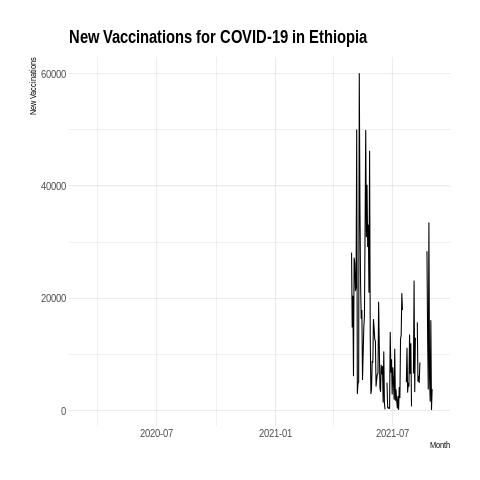 New Vaccinations for COVID-19 in Ethiopia
New Vaccinations
60000
40000
20000
0
2020-07 2021-01 2021-07
Month